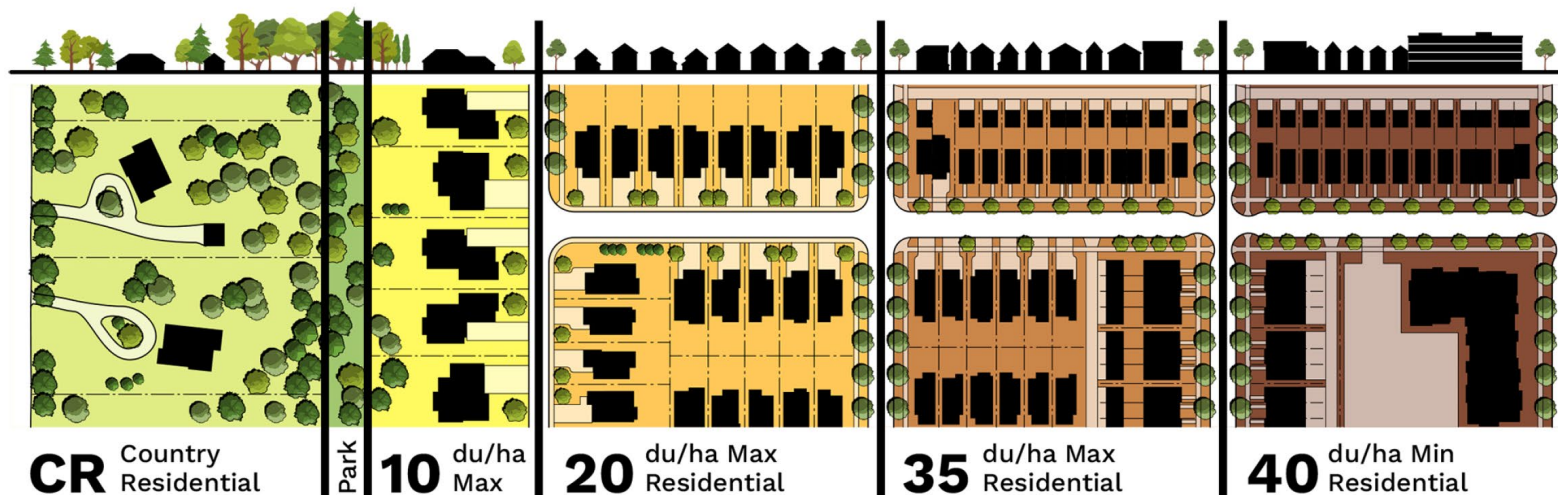 CR Country
Residential
Park
10 du/ha
Max
20 du/ha Max
Residential
35 du/ha Max
Residential
40 du/ha Min
Residential